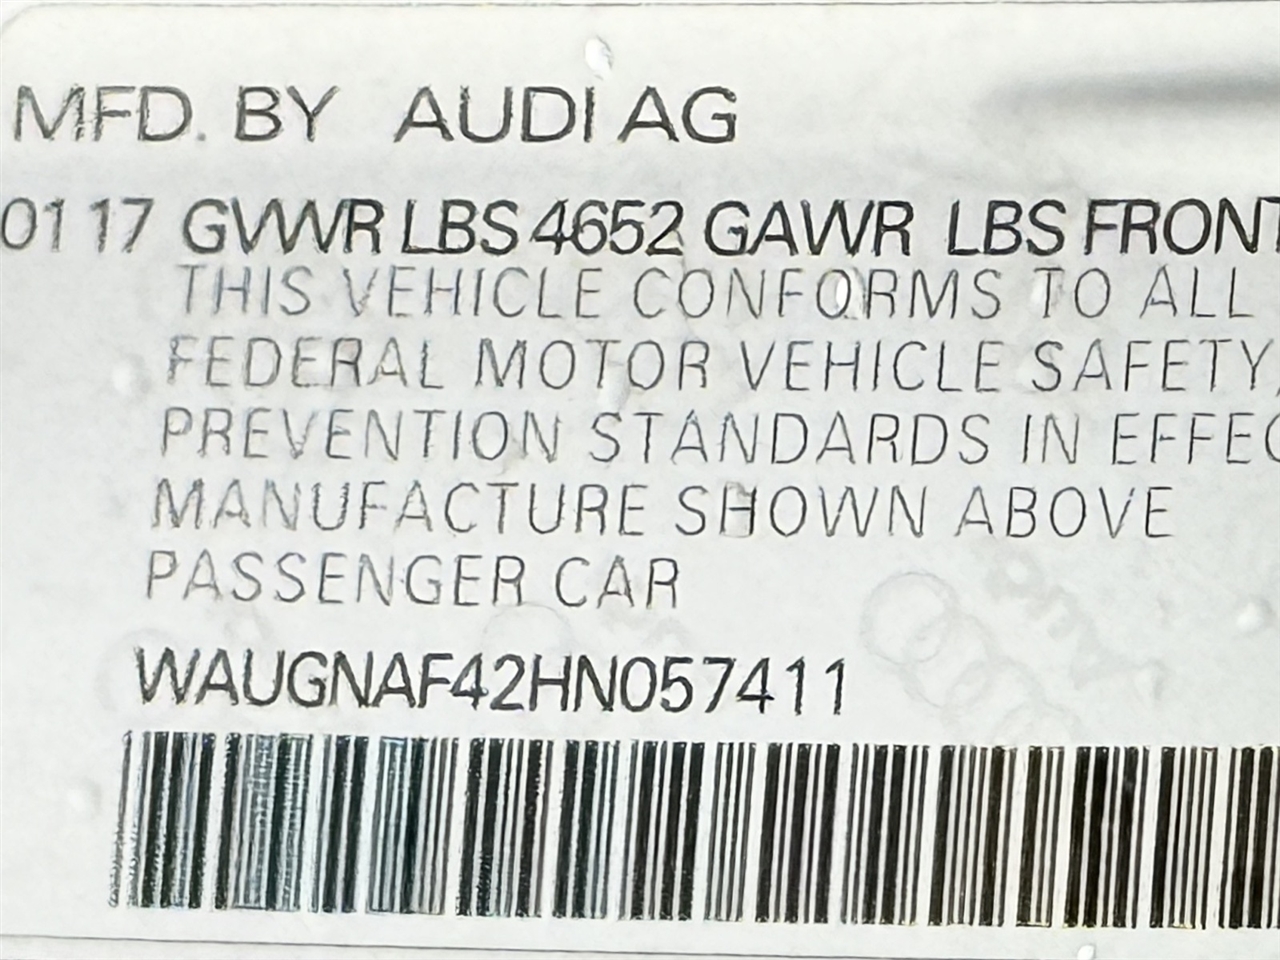 MFD. BY AUDI AG
01 17 GVWR LBS 4652 GAWR LBS FRONT
THIS VEHICLE CONFORMS TO ALL
FEDERAL MOTOR VEHICLE SAFETY,
PREVENTION STANDARDS IN EFFEC
MANUFACTURE SHOWN ABOVE
PASSENGER CAR
WAUGNAF42HN057411